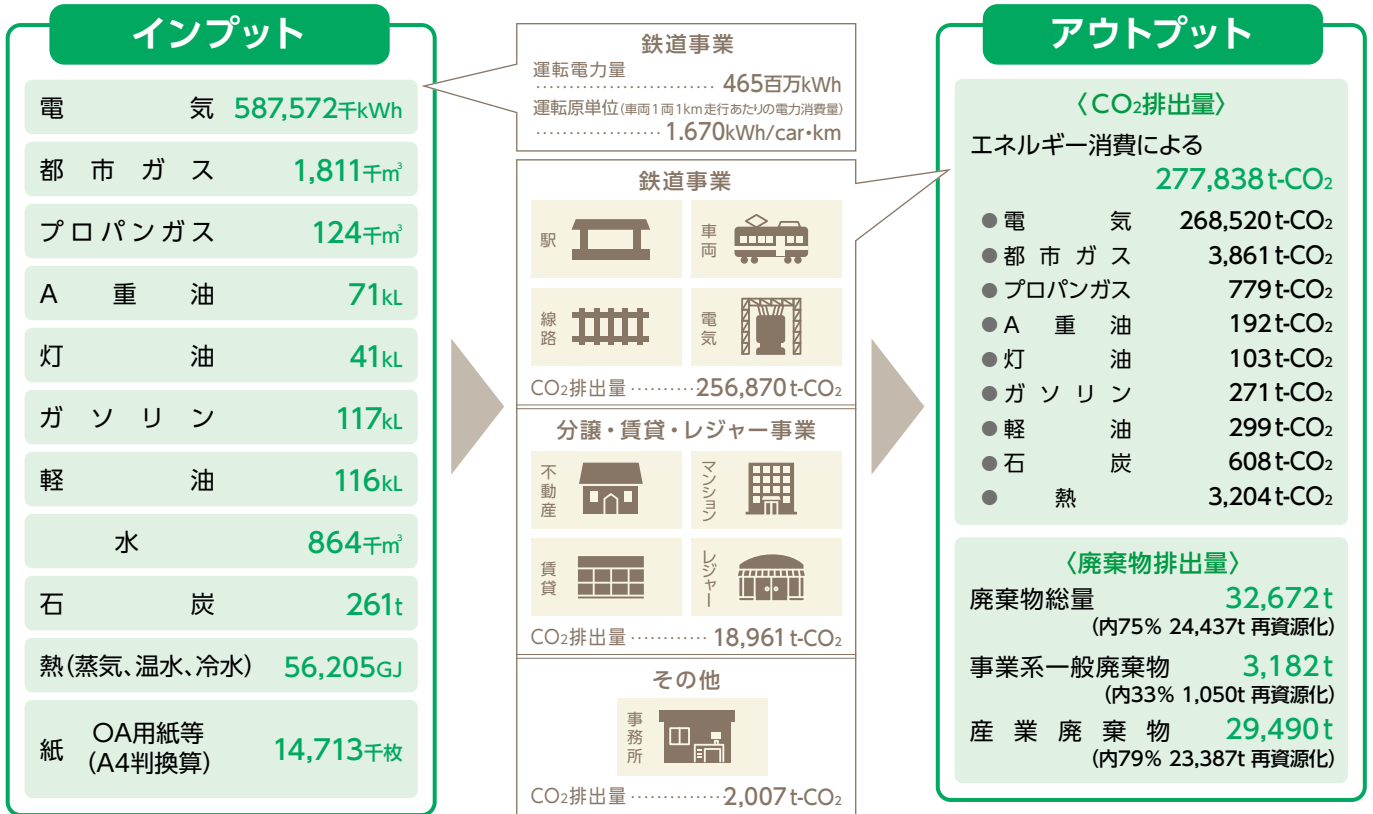 インプット
電気 587,572千kWh
都市ガス 1,811千m³
プロパンガス 124千m³
A重油 71kL
灯油 41kL
ガソリン 117kL
軽油 116kL
水 864千m³
石炭 261t
熱(蒸気、温水、冷水) 56,205GJ
紙 OA用紙等(A4判換算) 14,713千枚
鉄道事業
運転電力量
………………………… 465百万kWh
運転原単位(車両1両1km走行あたりの電力消費量)
……………… 1.670kWh/car・km
鉄道事業
駅
車両
線路
電気
CO₂排出量………256,870t-CO₂
分譲・賃貸・レジャー事業
不動産
マンション
賃貸
レジャー
CO₂排出量………… 18,961t-CO₂
その他
事務所
CO₂排出量……………2,007t-CO₂
アウトプット
〈CO₂排出量〉
エネルギー消費による
277,838t-CO₂
●電気 268,520t-CO₂
●都市ガス 3,861t-CO₂
●プロパンガス 779t-CO₂
●A重油 192t-CO₂
●灯油 103t-CO₂
●ガソリン 271t-CO₂
●軽油 299t-CO₂
●石炭 608t-CO₂
●熱 3,204t-CO₂
〈廃棄物排出量〉
廃棄物総量 32,672t
(内75% 24,437t 再資源化)
事業系一般廃棄物 3,182t
(内33% 1,050t 再資源化)
産業廃棄物 29,490t
(内79% 23,387t 再資源化)